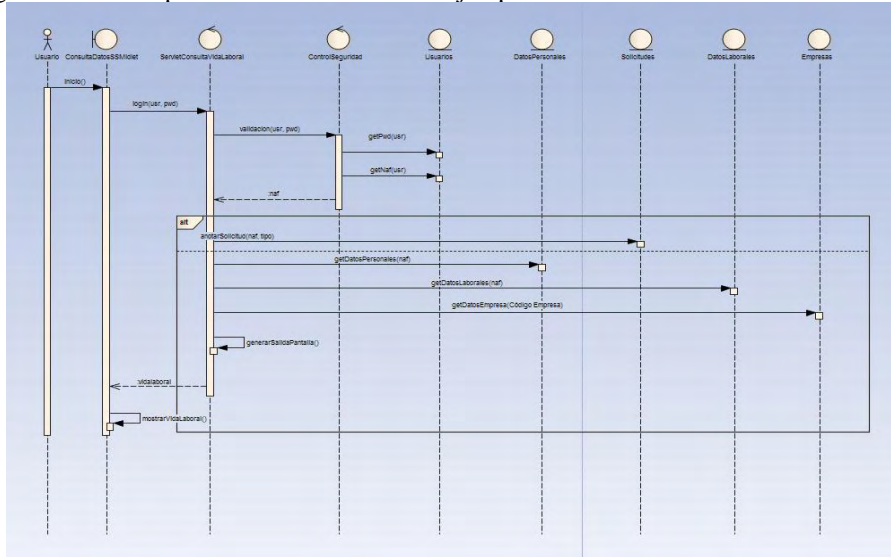 Usuario
ConsultaDatosSSMidlet
ServletConsultaVidaLaboral
ControlSeguridad
Usuarios
DatosPersonales
Solicitudes
DatosLaborales
Empresas
inicio()
login(usr, pwd)
validacion(usr, pwd)
getPwd(usr)
getNaf(usr)
:naf
alt
anotarSolicitud(naf, tipo)
getDatosPersonales(naf)
getDatosLaborales(naf)
getDatosEmpresa(Código Empresa)
generarSalidaPantalla()
:vidalaboral
mostrarVidaLaboral()